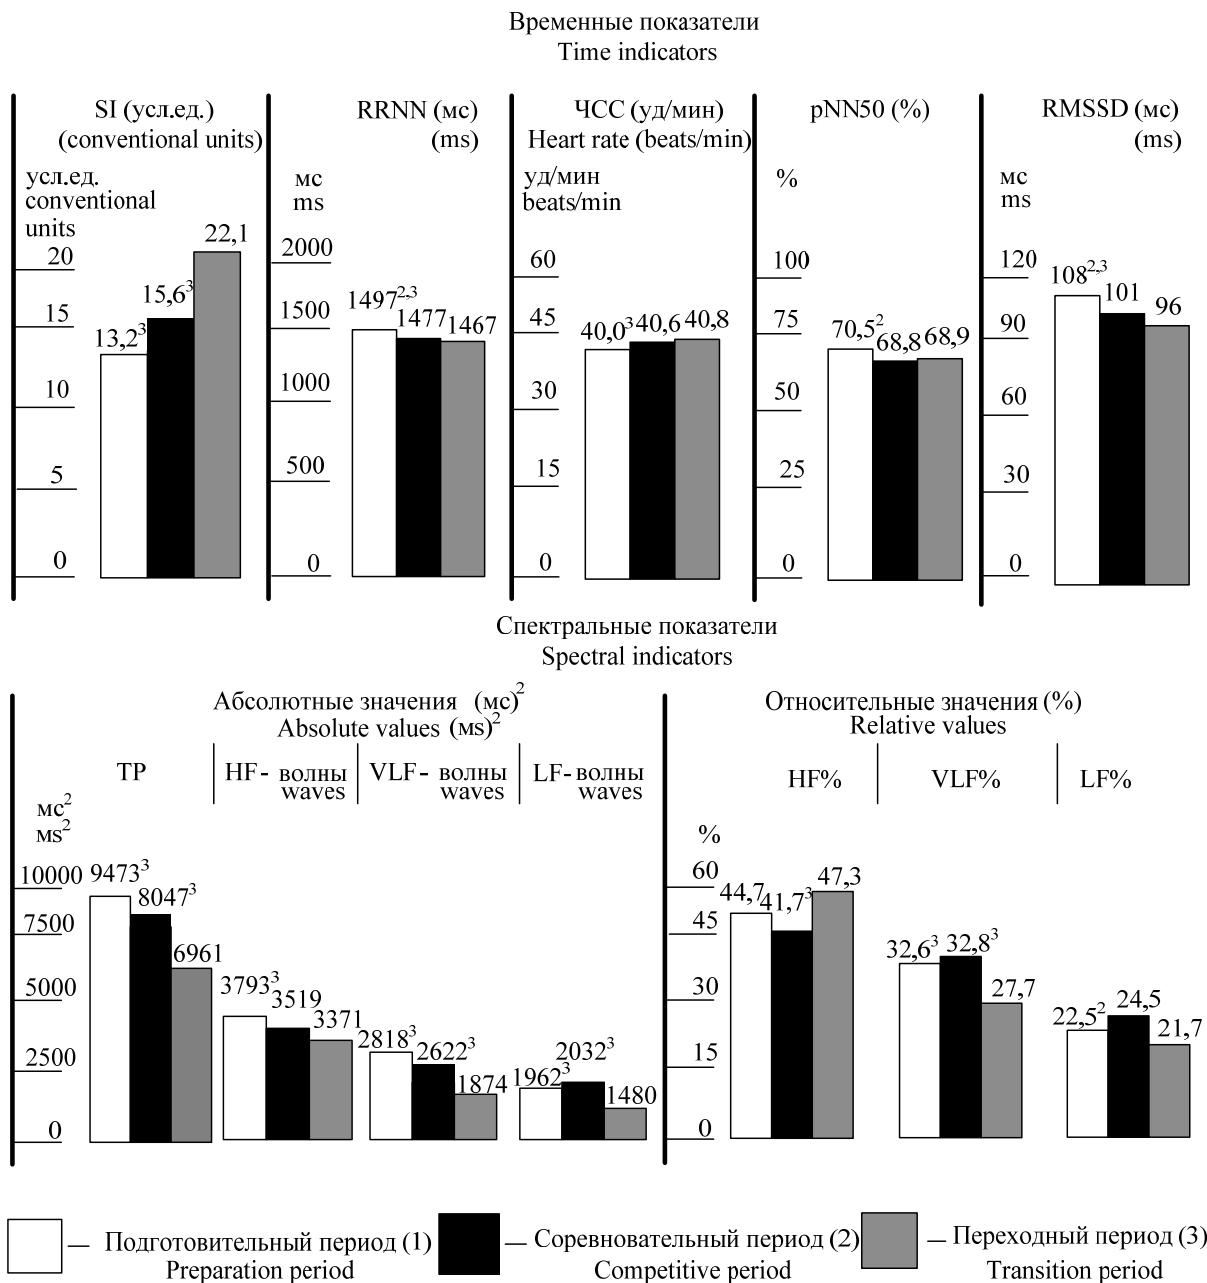 Временные показатели
Time indicators
SI (усл.ед.)
(conventional units)
усл.ед.
conventional
units
20
15
10
5
0
13,2³
15,6³
22,1
RRNN (мс)
(ms)
мс
ms
2000
1500
1000
500
0
1497²,³
1477
1467
ЧСС (уд/мин)
Heart rate (beats/min)
уд/мин
beats/min
60
45
30
15
0
40,0³
40,6
40,8
pNN50 (%)
%
100
75
50
25
0
70,5²
68,8
68,9
RMSSD (мс)
(ms)
мс
ms
120
90
60
30
0
108²,³
101
96
Спектральные показатели
Spectral indicators
Абсолютные значения (мс)²
Absolute values (мs)²
TP
HF- волны
waves
VLF- волны
waves
LF- волны
waves
мс²
мs²
10000
7500
5000
2500
0
9473³
8047³
6961
3793³
3519
3371
2818³
2622³
1874
1962³
2032³
1480
Относительные значения (%)
Relative values
HF%
VLF%
LF%
%
60
45
30
15
0
44,7
41,7³
47,3
32,6³
32,8³
27,7
22,5²
24,5
21,7
— Подготовительный период (1)
Preparation period
— Соревновательный период (2)
Competitive period
— Переходный период (3)
Transition period